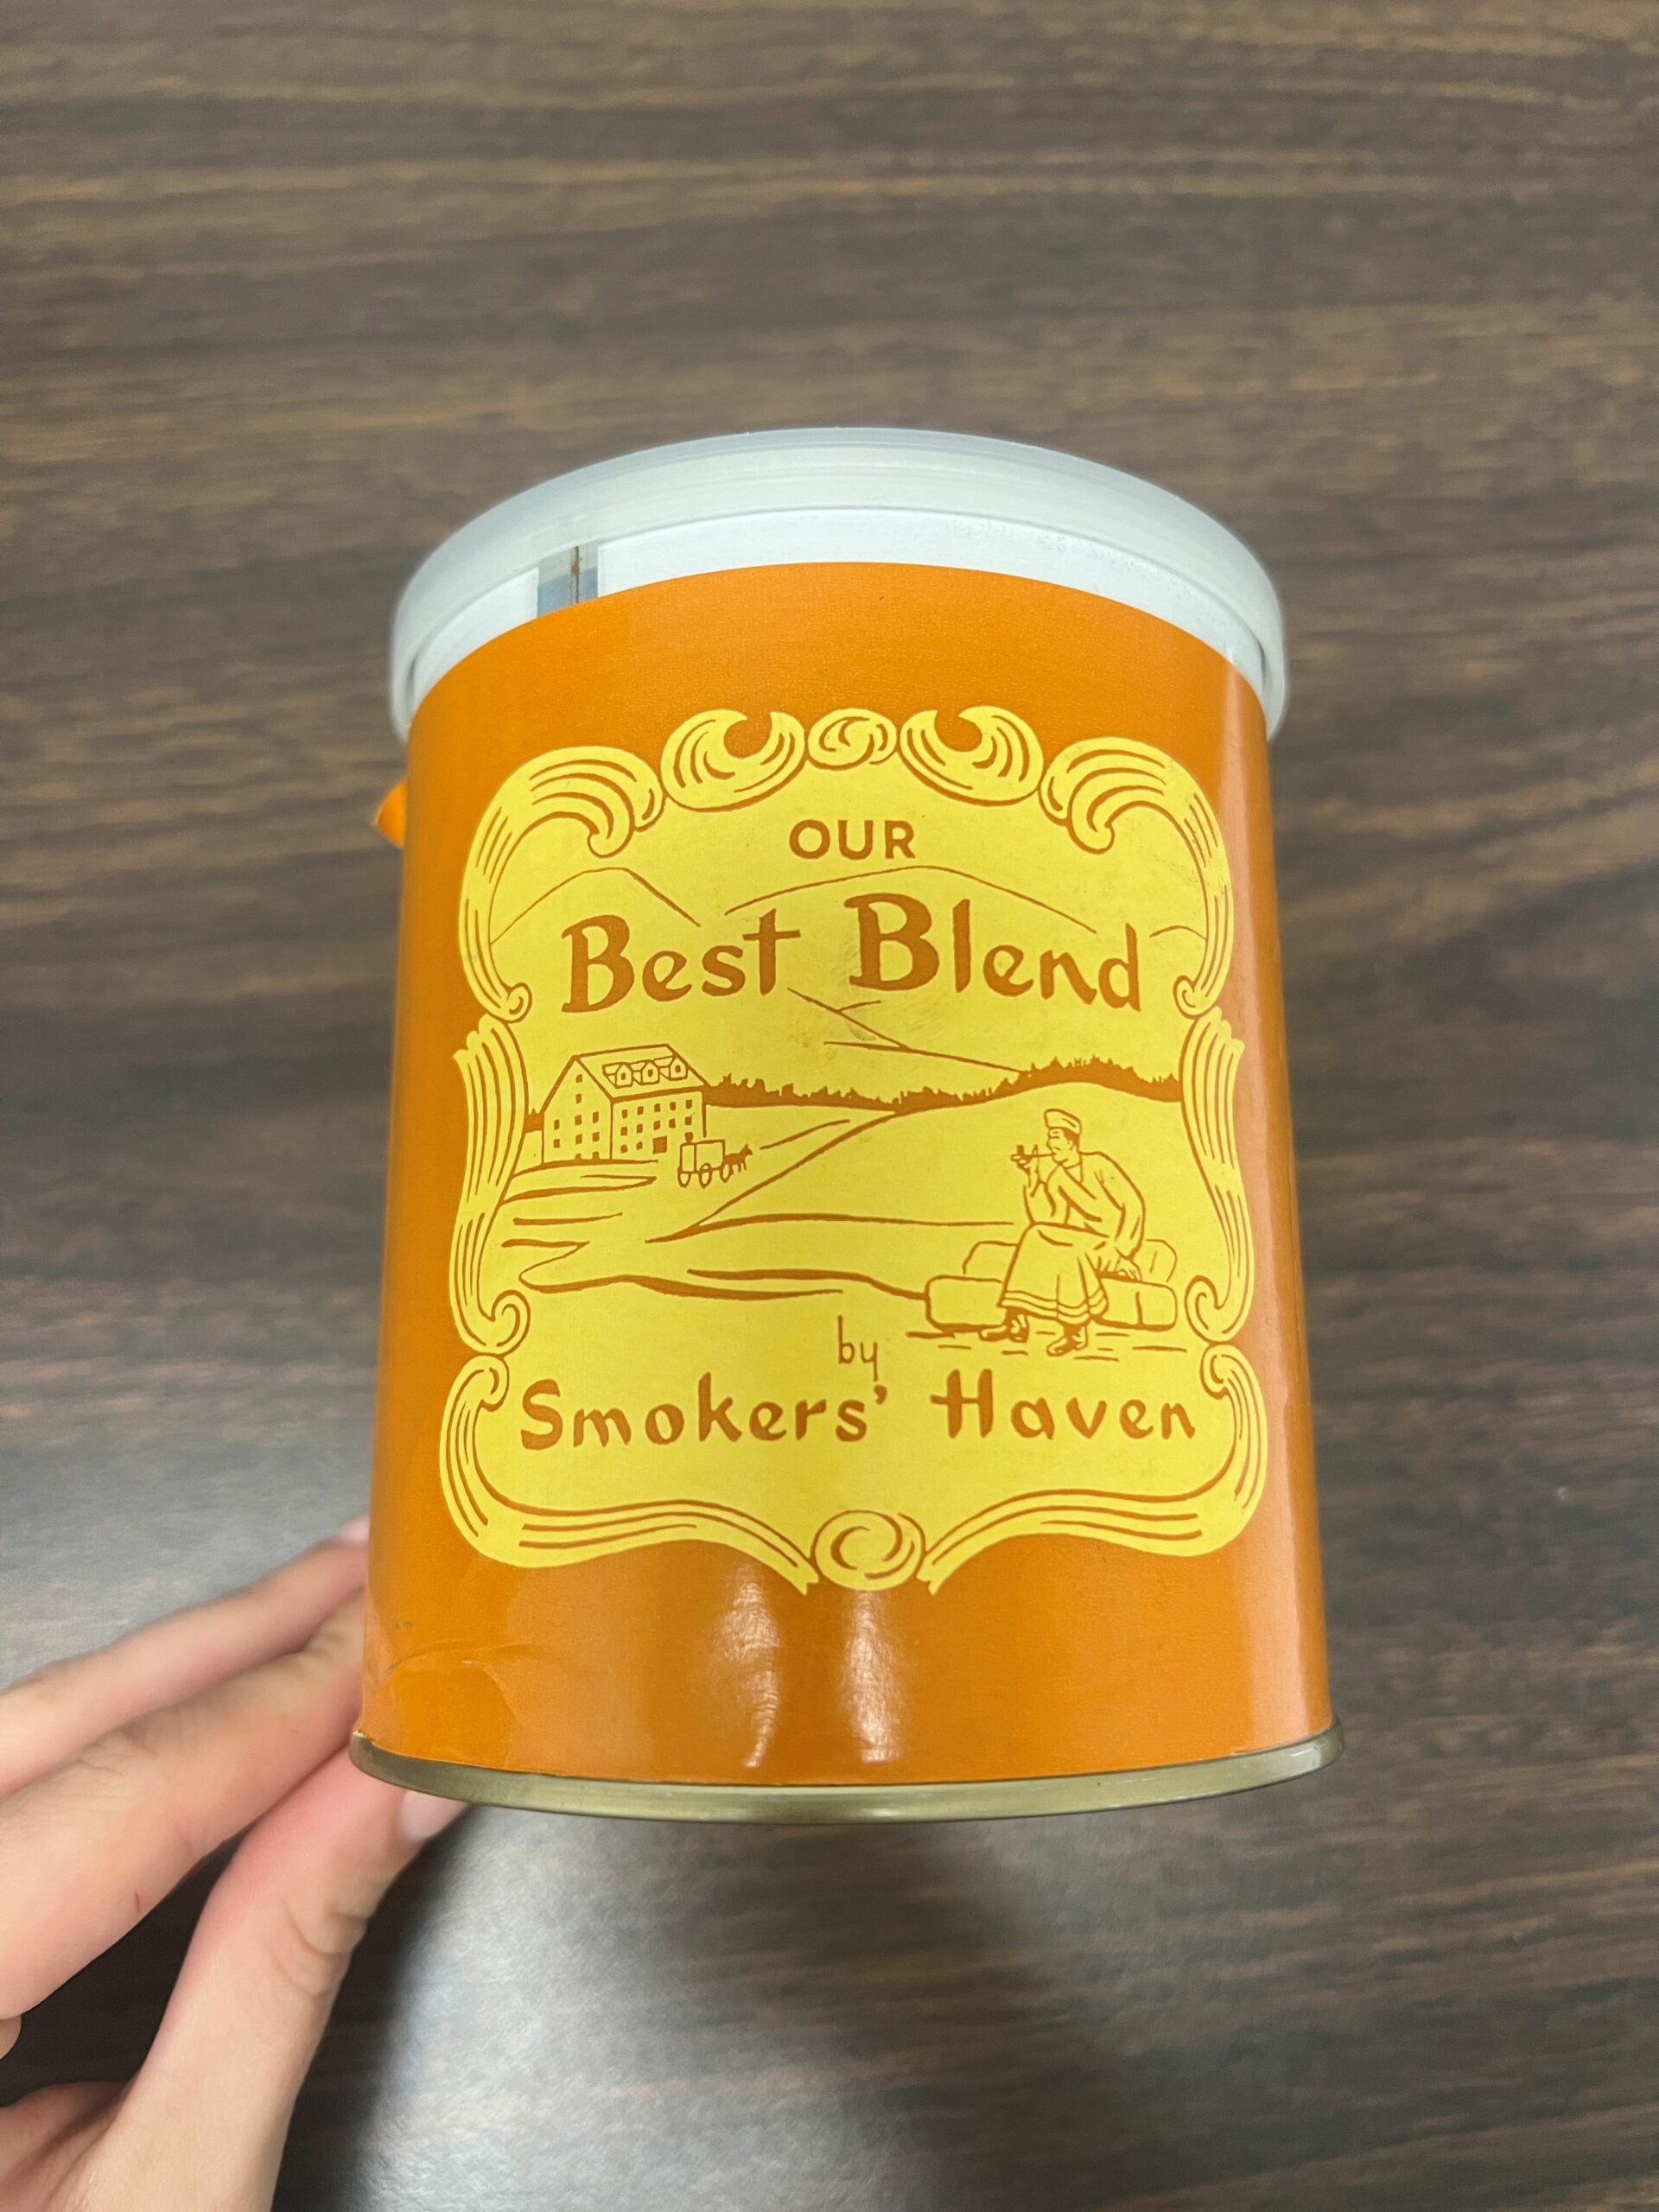 OUR
Best Blend
by
Smokers' Haven